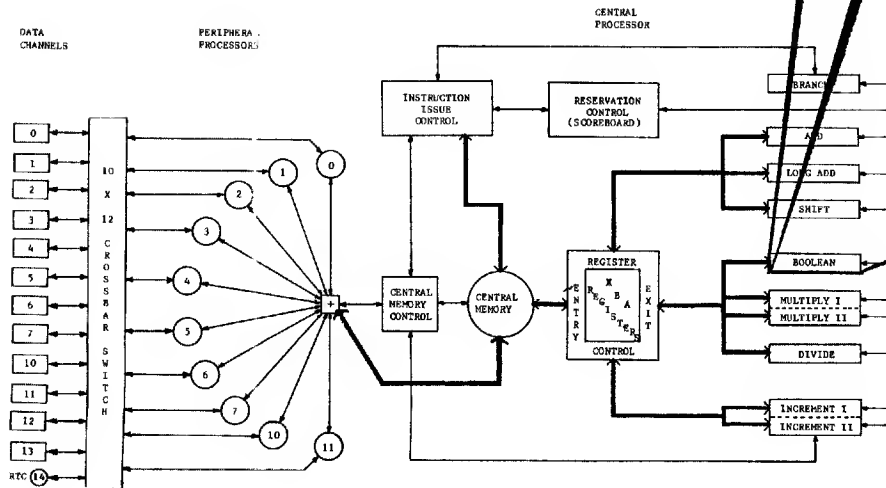 DATA
CHANNELS
PERIPHERA
PROCESSORS
CENTRAL
PROCESSOR
0
1
2
3
4
5
6
7
10
11
12
13
RTC 14
10
X
12
CROSSBAR
SWITCH
0
1
2
3
4
5
6
7
10
11
+
INSTRUCTION
ISSUE
CONTROL
RESERVATION
CONTROL
(SCOREBOARD)
CENTRAL
MEMORY
CONTROL
CENTRAL
MEMORY
REGISTER
ENTRY
X
B
A
REGISTERS
EXIT
CONTROL
BRANCH
ADD
LONG ADD
SHIFT
BOOLEAN
MULTIPLY I
MULTIPLY II
DIVIDE
INCREMENT I
INCREMENT II